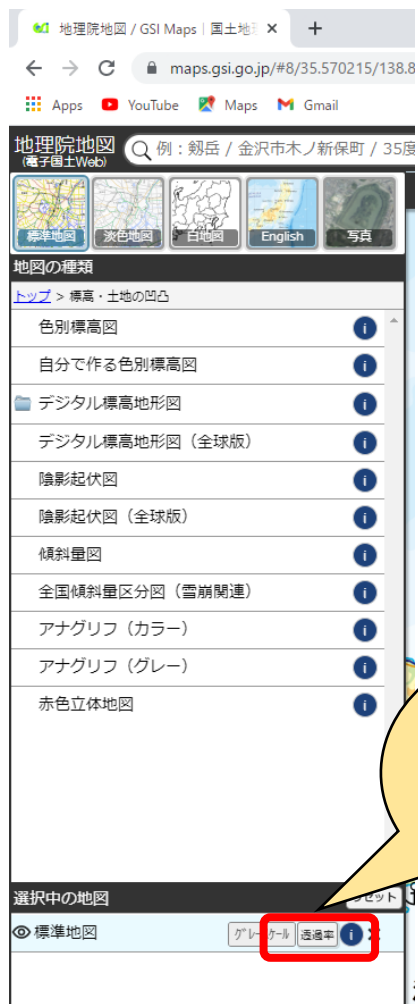 地理院地図 / GSI Maps｜国土地
maps.gsi.go.jp/#8/35.570215/138.8
Apps YouTube Maps Gmail
地理院地図
(電子国土Web)
例：剱岳 / 金沢市木ノ新保町 / 35度
標準地図 淡色地図 白地図 English 写真
地図の種類
トップ > 標高・土地の凹凸
色別標高図
自分で作る色別標高図
デジタル標高地形図
デジタル標高地形図（全球版）
陰影起伏図
陰影起伏図（全球版）
傾斜量図
全国傾斜量区分図（雪崩関連）
アナグリフ（カラー）
アナグリフ（グレー）
赤色立体地図
選択中の地図 セット
標準地図 ｸﾞﾚｰ ｹｰﾙ 透過率